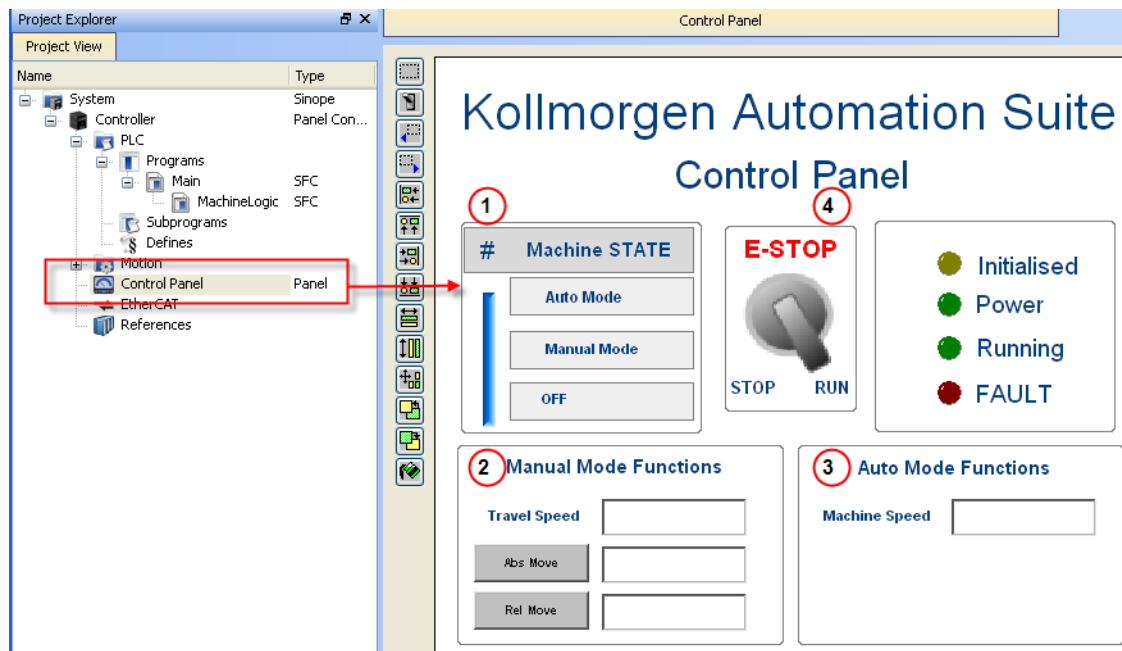 Project Explorer
Project View
Name Type
System Sinope
Controller Panel Con...
PLC
Programs
Main SFC
MachineLogic SFC
Subprograms
Defines
Motion
Control Panel Panel
EtherCAT
References
Control Panel
Kollmorgen Automation Suite
Control Panel
1
# Machine STATE
Auto Mode
Manual Mode
OFF
4
E-STOP
STOP RUN
Initialised
Power
Running
FAULT
2 Manual Mode Functions
Travel Speed
Abs Move
Rel Move
3 Auto Mode Functions
Machine Speed